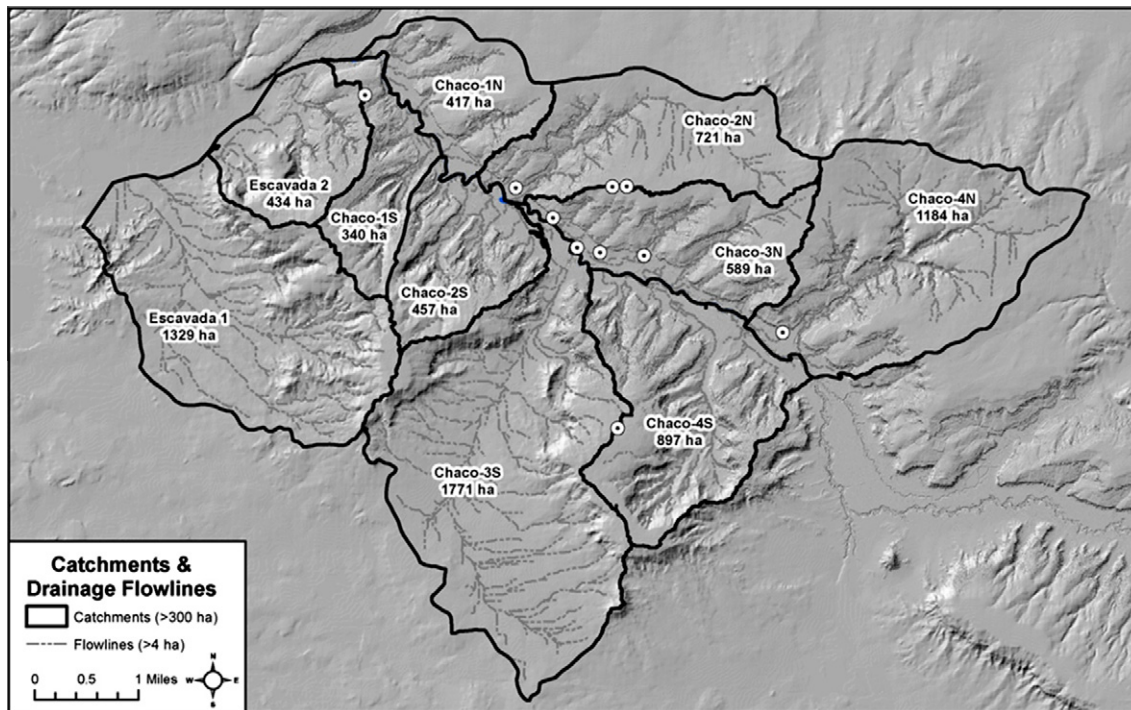 Chaco-1N
417 ha
Chaco-2N
721 ha
Escavada 2
434 ha
Chaco-4N
1184 ha
Chaco-1S
340 ha
Chaco-3N
589 ha
Chaco-2S
457 ha
Escavada 1
1329 ha
Chaco-4S
897 ha
Chaco-3S
1771 ha
Catchments &
Drainage Flowlines
Catchments (>300 ha)
Flowlines (>4 ha)
0 0.5 1 Miles
N
W E
S